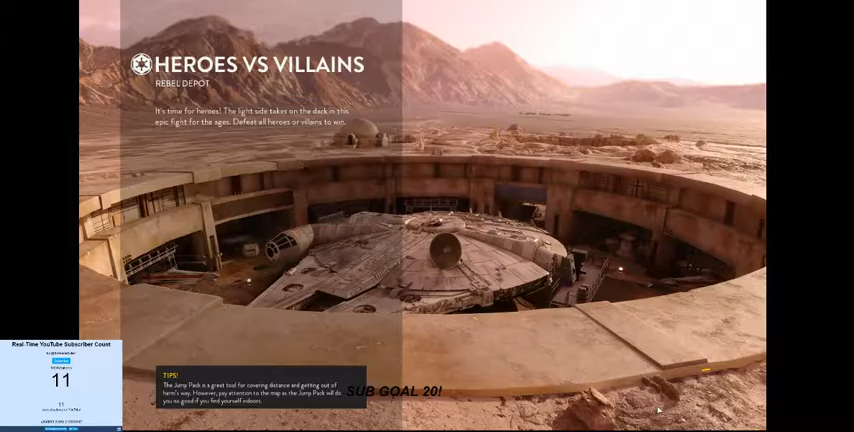 HEROES VS VILLAINS
REBEL DEPOT
It's time for heroes! The light side takes on the dark in this
epic fight for the ages. Defeat all heroes or villains to win.
TIPS!
The Jump Pack is a great tool for covering distance and getting out of
harm's way. However, pay attention to the map as the Jump Pack will do
you no good if you find yourself indoors.
SUB GOAL 20!
Real-Time YouTube Subscriber Count
11
11